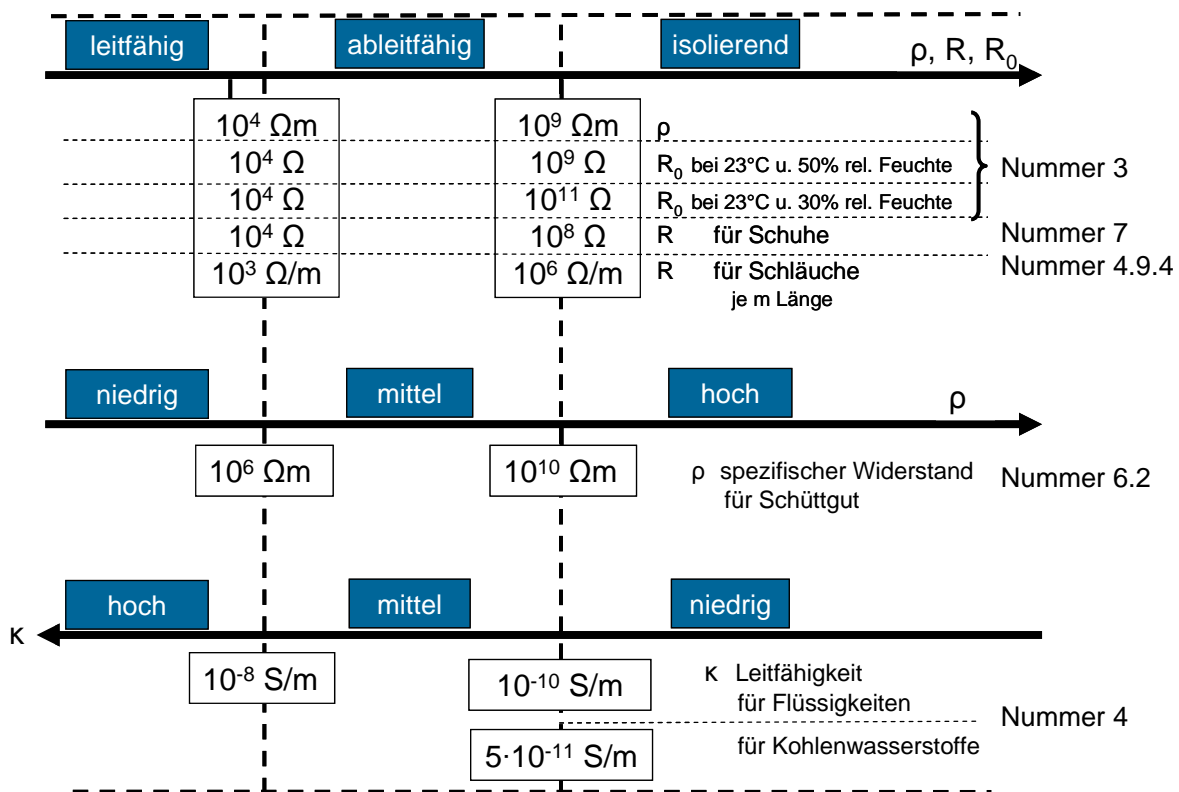 leitfähig ableitfähig isolierend
ρ, R, R₀
10⁴ Ωm 10⁹ Ωm ρ
10⁴ Ω 10⁹ Ω R₀ bei 23°C u. 50% rel. Feuchte
Nummer 3
10⁴ Ω 10¹¹ Ω R₀ bei 23°C u. 30% rel. Feuchte
10⁴ Ω 10⁸ Ω R für Schuhe Nummer 7
10³ Ω/m 10⁶ Ω/m R für Schläuche Nummer 4.9.4
je m Länge
niedrig mittel hoch
ρ
10⁶ Ωm 10¹⁰ Ωm ρ spezifischer Widerstand Nummer 6.2
für Schüttgut
hoch mittel niedrig
κ
10⁻⁸ S/m 10⁻¹⁰ S/m κ Leitfähigkeit
für Flüssigkeiten
Nummer 4
5·10⁻¹¹ S/m für Kohlenwasserstoffe